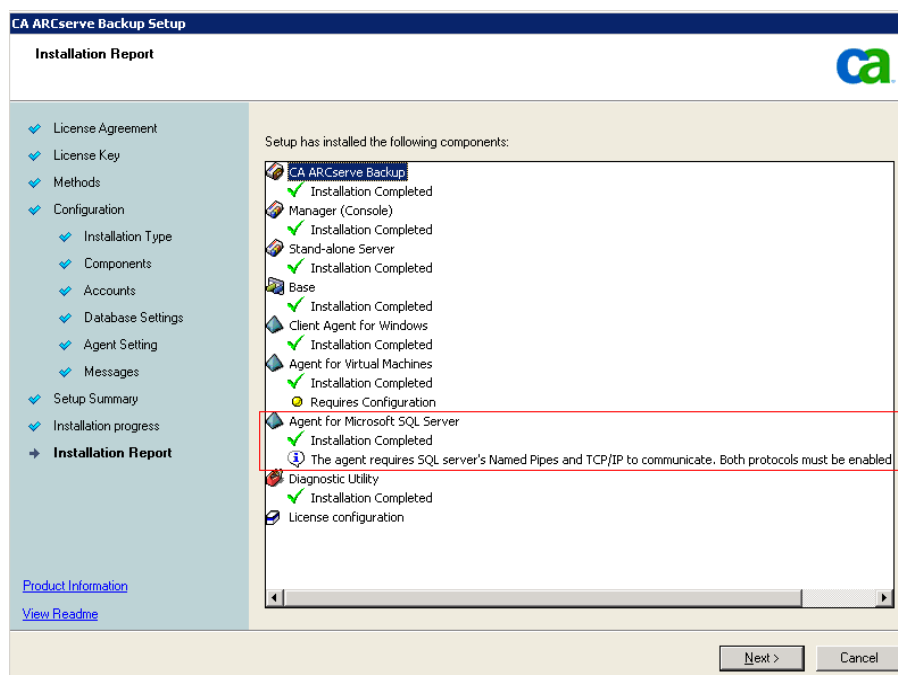 CA ARCserve Backup Setup
Installation Report
ca
License Agreement
License Key
Methods
Configuration
Installation Type
Components
Accounts
Database Settings
Agent Setting
Messages
Setup Summary
Installation progress
Installation Report
Product Information
View Readme
Setup has installed the following components:
CA ARCserve Backup
Installation Completed
Manager (Console)
Installation Completed
Stand-alone Server
Installation Completed
Base
Installation Completed
Client Agent for Windows
Installation Completed
Agent for Virtual Machines
Installation Completed
Requires Configuration
Agent for Microsoft SQL Server
Installation Completed
The agent requires SQL server's Named Pipes and TCP/IP to communicate. Both protocols must be enabled
Diagnostic Utility
Installation Completed
License configuration
Next >
Cancel